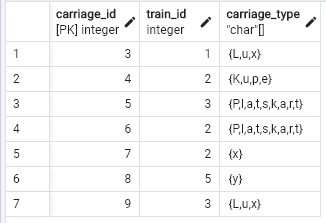 carriage_id train_id carriage_type
[PK] integer integer "char"[]
1 3 1 {L,u,x}
2 4 2 {K,u,p,e}
3 5 3 {P,l,a,t,s,k,a,r,t}
4 6 2 {P,l,a,t,s,k,a,r,t}
5 7 2 {x}
6 8 5 {y}
7 9 3 {L,u,x}